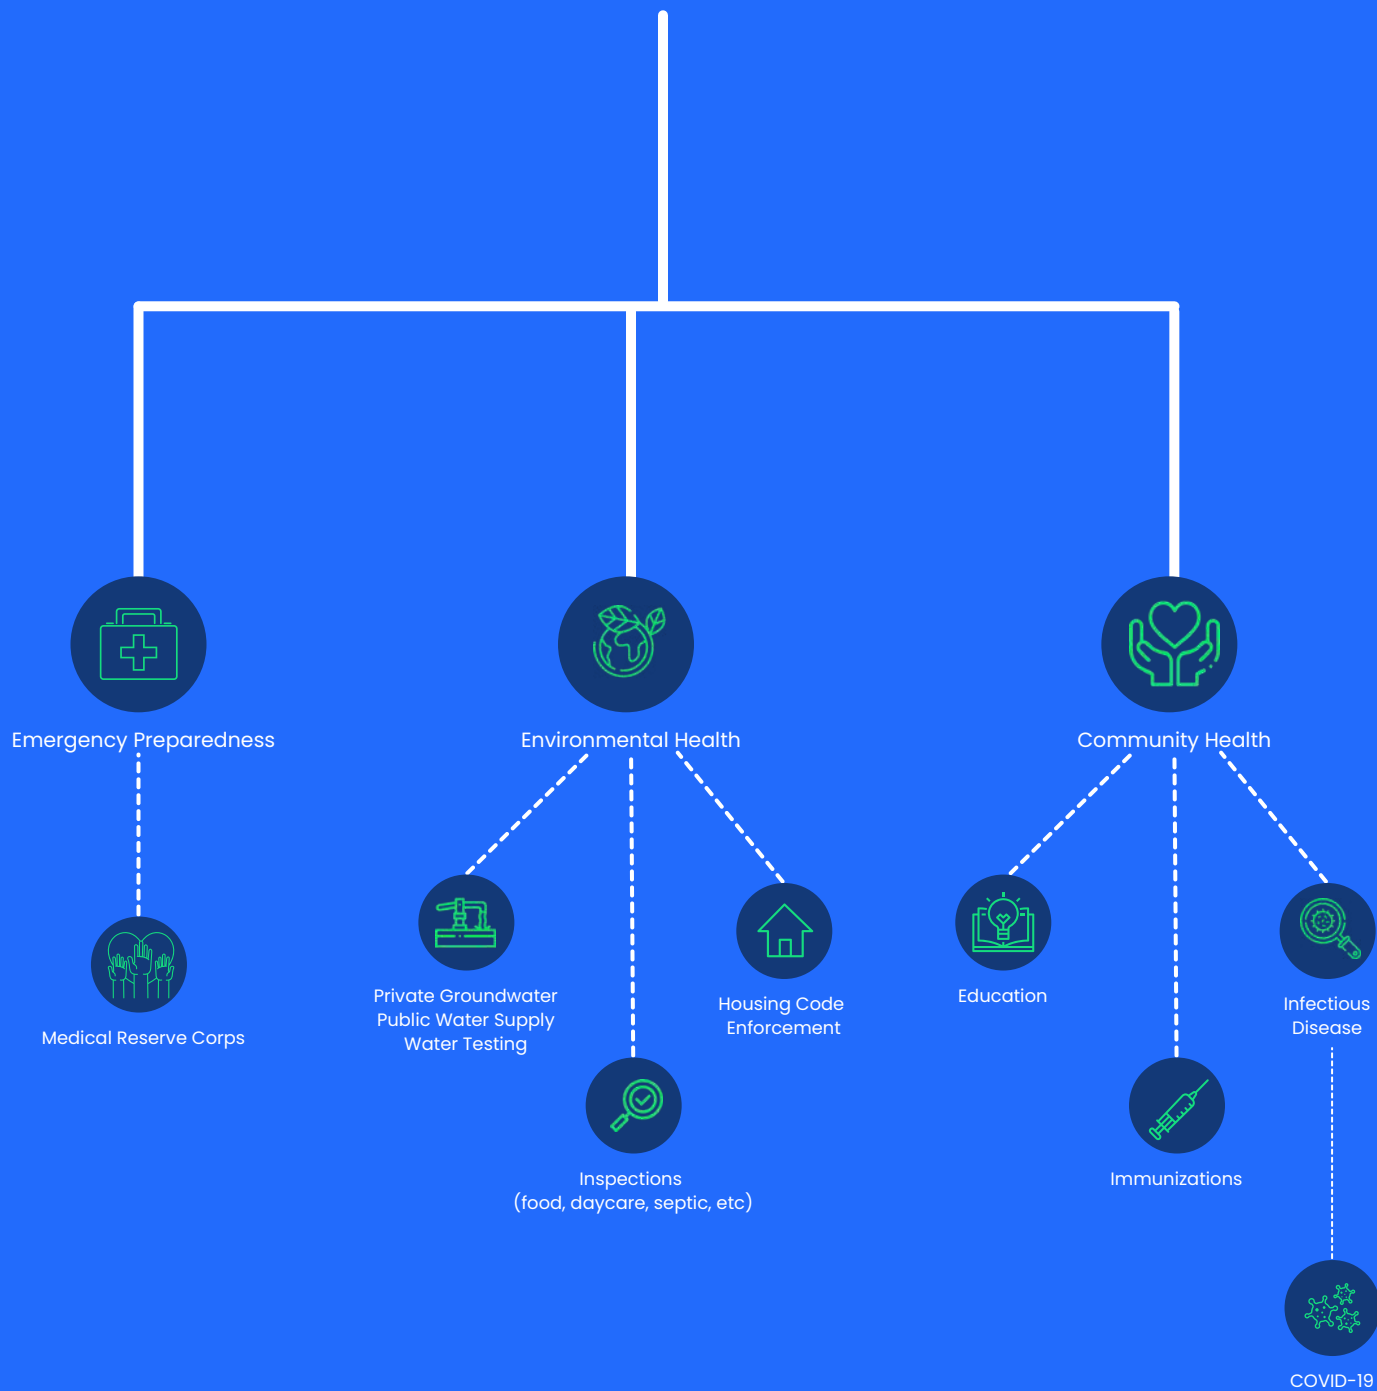 Emergency Preparedness
Environmental Health
Community Health
Medical Reserve Corps
Private Groundwater
Public Water Supply
Water Testing
Housing Code
Enforcement
Inspections
(food, daycare, septic, etc)
Education
Infectious
Disease
Immunizations
COVID-19